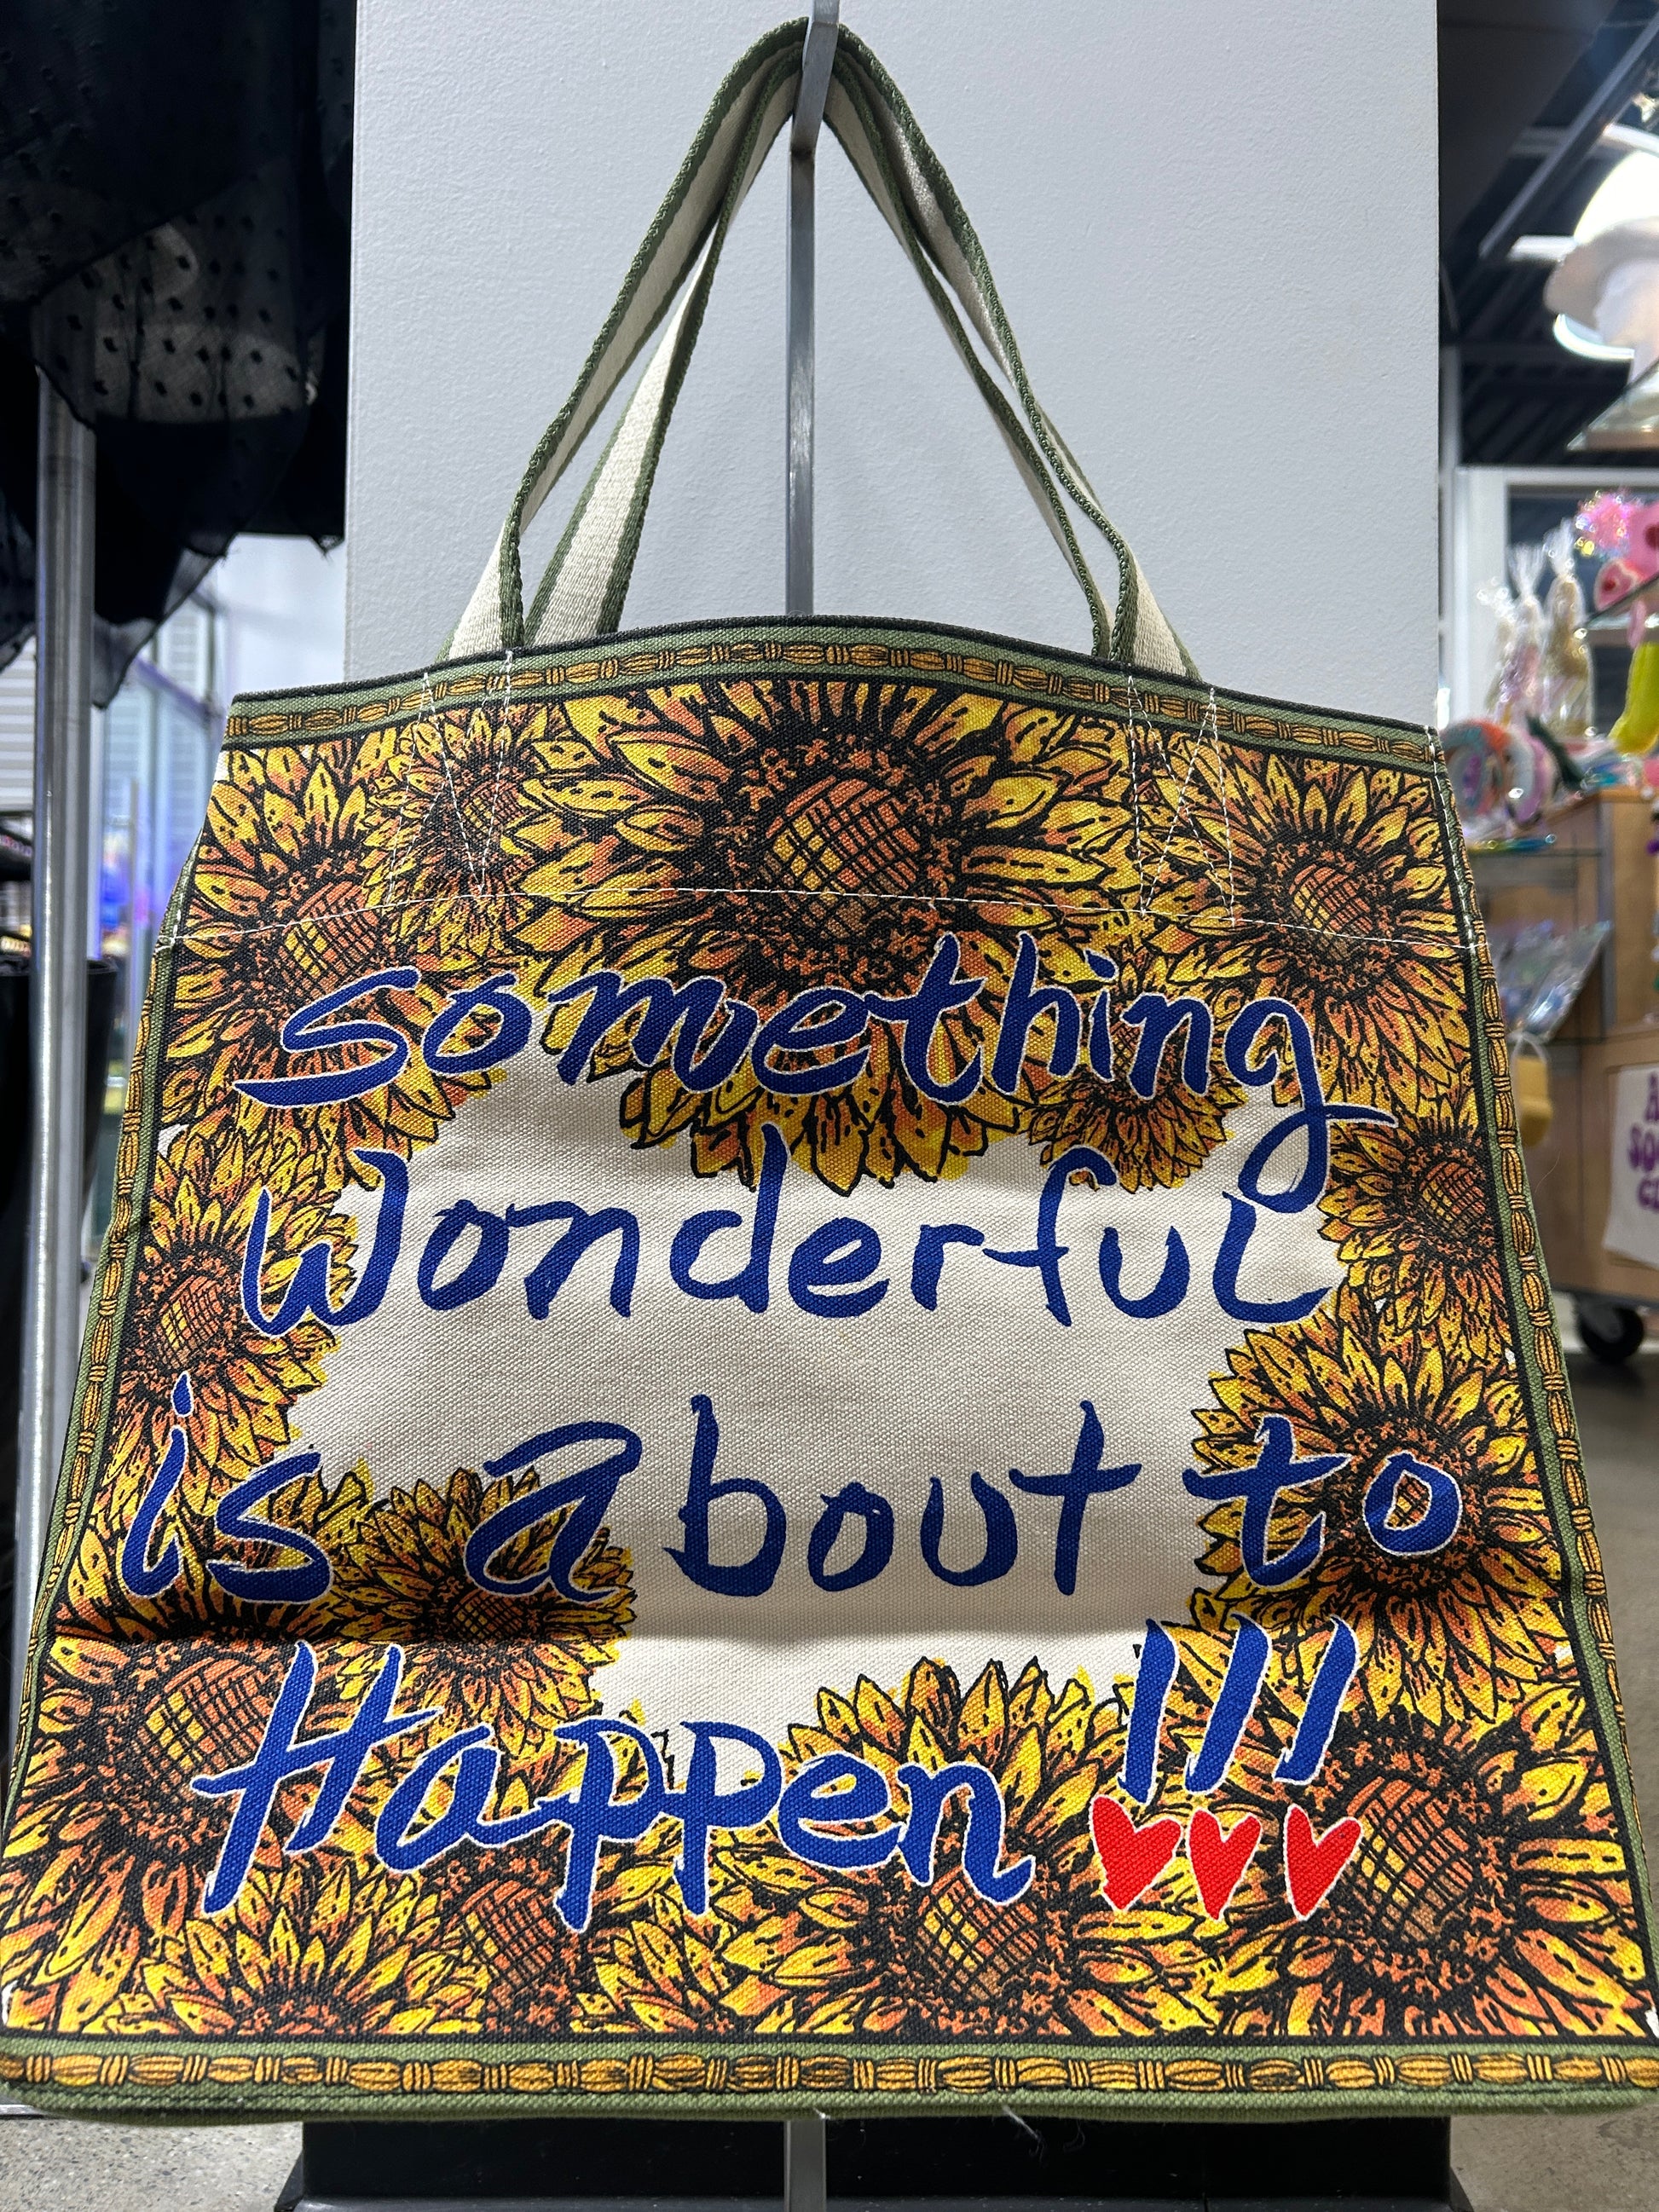 something
Wonderful
is about to
Happen !!!